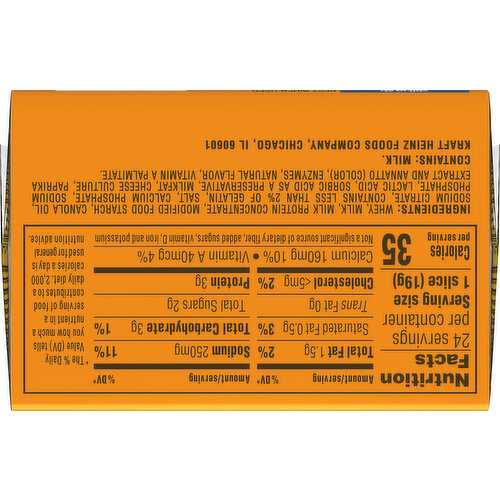 Nutrition
Facts
24 servings
per container
Serving size
1 slice (19g)
Calories
per serving
35
Amount/serving %DV*
Total Fat 1.5g 2%
Saturated Fat 0.5g 3%
Trans Fat 0g
Cholesterol <5mg 2%
Amount/serving %DV*
Sodium 250mg 11%
Total Carbohydrate 3g 1%
Total Sugars 2g
Protein 3g
Calcium 160mg 10% • Vitamin A 40mcg 4%
Not a significant source of dietary fiber, added sugars, vitamin D, iron and potassium
*The % Daily
Value (DV) tells
you how much a
nutrient in a
serving of food
contributes to a
daily diet. 2,000
calories a day is
used for general
nutrition advice.
INGREDIENTS: WHEY, MILK, MILK PROTEIN CONCENTRATE, MODIFIED FOOD STARCH, CANOLA OIL,
SODIUM CITRATE, CONTAINS LESS THAN 2% OF GELATIN, SALT, CALCIUM PHOSPHATE, SODIUM
PHOSPHATE, LACTIC ACID, SORBIC ACID AS A PRESERVATIVE, MILKFAT, CHEESE CULTURE, PAPRIKA
EXTRACT AND ANNATTO (COLOR), ENZYMES, NATURAL FLAVOR, VITAMIN A PALMITATE.
CONTAINS: MILK.
KRAFT HEINZ FOODS COMPANY, CHICAGO, IL 60601